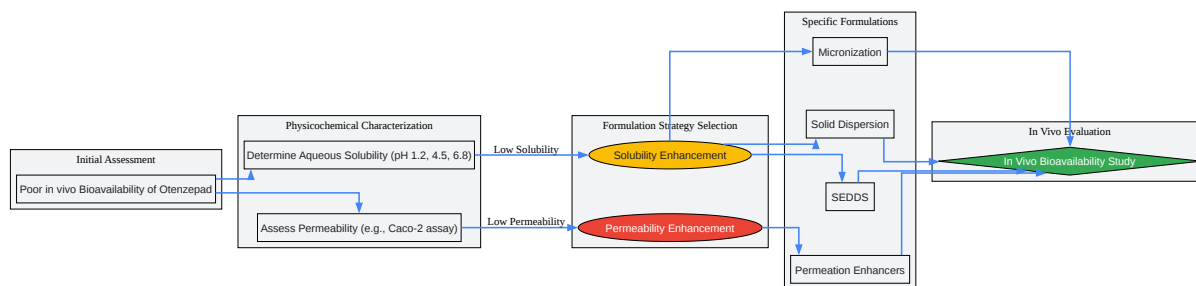 Initial Assessment
Poor in vivo Bioavailability of Otenzepad
Physicochemical Characterization
Determine Aqueous Solubility (pH 1.2, 4.5, 6.8)
Assess Permeability (e.g., Caco-2 assay)
Low Solubility
Low Permeability
Formulation Strategy Selection
Solubility Enhancement
Permeability Enhancement
Specific Formulations
Micronization
Solid Dispersion
SEDDS
Permeation Enhancers
In Vivo Evaluation
In Vivo Bioavailability Study